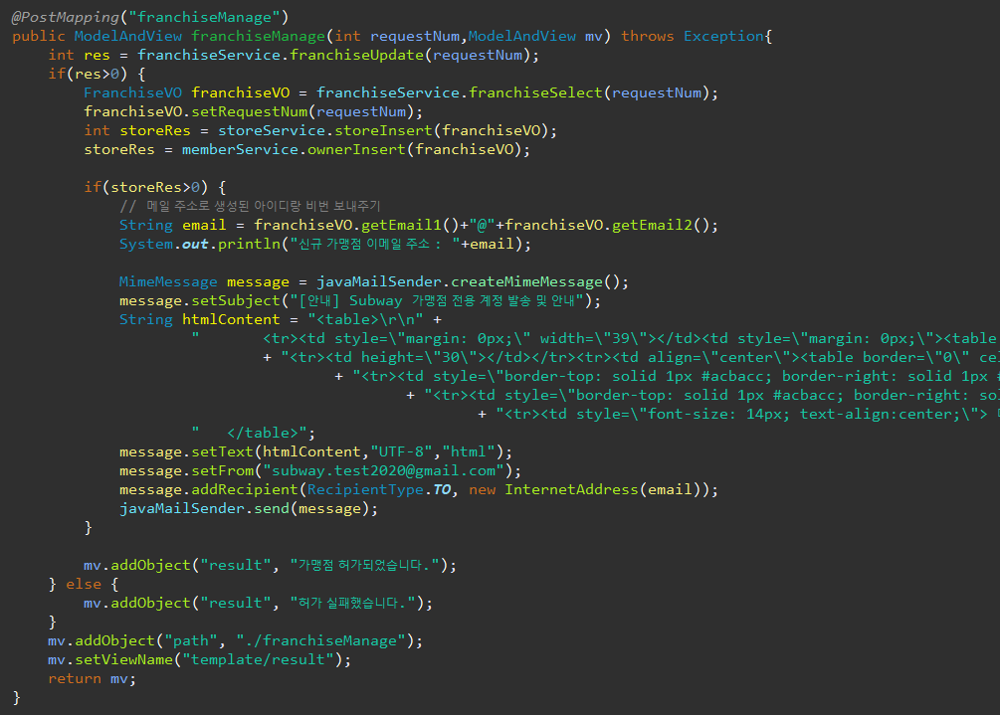 @PostMapping("franchiseManage")
public ModelAndView franchiseManage(int requestNum,ModelAndView mv) throws Exception{
    int res = franchiseService.franchiseUpdate(requestNum);
    if(res>0) {
        FranchiseVO franchiseVO = franchiseService.franchiseSelect(requestNum);
        franchiseVO.setRequestNum(requestNum);
        int storeRes = storeService.storeInsert(franchiseVO);
        storeRes = memberService.ownerInsert(franchiseVO);

        if(storeRes>0) {
            // 메일 주소로 생성된 아이디랑 비번 보내주기
            String email = franchiseVO.getEmail1()+"@"+franchiseVO.getEmail2();
            System.out.println("신규 가맹점 이메일 주소 : "+email);

            MimeMessage message = javaMailSender.createMimeMessage();
            message.setSubject("[안내] Subway 가맹점 전용 계정 발송 및 안내");
            String htmlContent = "<table>\r\n" +
                    "       <tr><td style=\"margin: 0px;\" width=\"39\"></td><td style=\"margin: 0px;\"><table
                            + "<tr><td height=\"30\"></td></tr><tr><td align=\"center\"><table border=\"0\" cel
                                    + "<tr><td style=\"border-top: solid 1px #acbacc; border-right: solid 1px #
                                            + "<tr><td style=\"border-top: solid 1px #acbacc; border-right: sol
                                                    + "<tr><td style=\"font-size: 14px; text-align:center;\">
                    "   </table>";
            message.setText(htmlContent,"UTF-8","html");
            message.setFrom("subway.test2020@gmail.com");
            message.addRecipient(RecipientType.TO, new InternetAddress(email));
            javaMailSender.send(message);
        }

        mv.addObject("result", "가맹점 허가되었습니다.");
    } else {
        mv.addObject("result", "허가 실패했습니다.");
    }
    mv.addObject("path", "./franchiseManage");
    mv.setViewName("template/result");
    return mv;
}